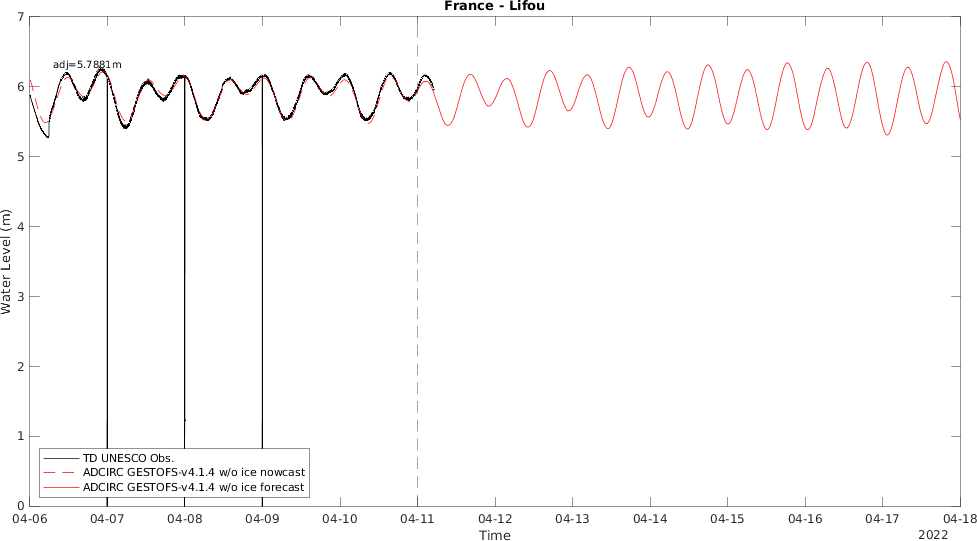 France - Lifou
7
6
5
4
3
2
1
0
Water Level (m)
adj=5.7881m
TD UNESCO Obs.
ADCIRC GESTOFS-v4.1.4 w/o ice nowcast
ADCIRC GESTOFS-v4.1.4 w/o ice forecast
04-06 04-07 04-08 04-09 04-10 04-11 04-12 04-13 04-14 04-15 04-16 04-17 04-18
Time
2022